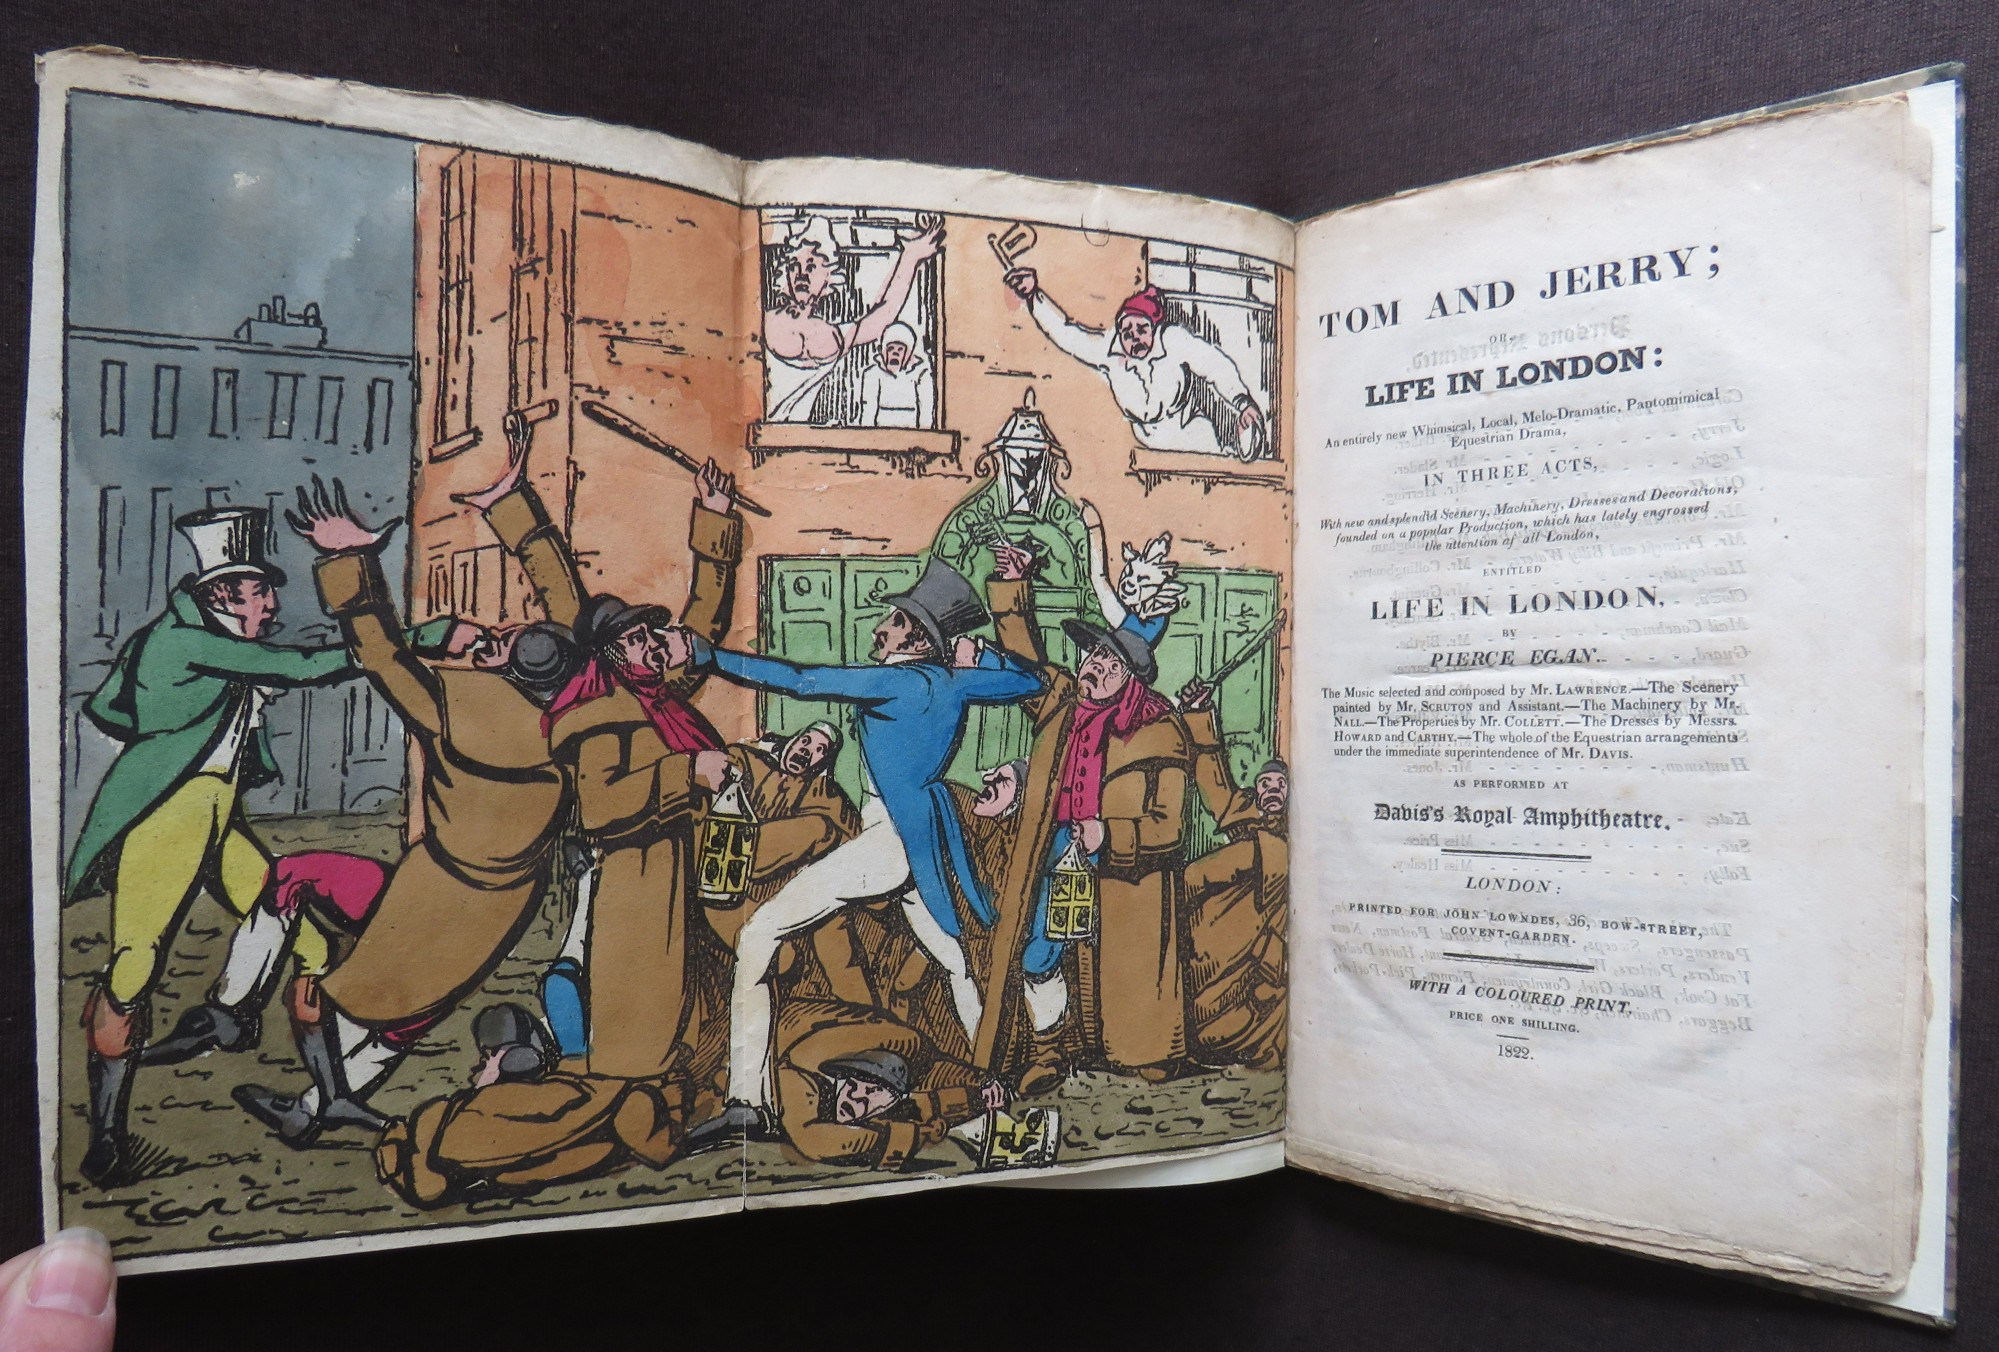 TOM AND JERRY;
OR
LIFE IN LONDON:
An entirely new Whimsical, Local, Melo-Dramatic, Pantomimical
Equestrian Drama,
IN THREE ACTS,
With new and splendid Scenery, Machinery, Dresses and Decorations,
founded on a popular Production, which has lately engrossed
the attention of all London,
ENTITLED
LIFE IN LONDON,
BY
PIERCE EGAN.
The Music selected and composed by Mr. LAWRENCE.—The Scenery
painted by Mr. SCRUTON and Assistant.—The Machinery by Mr.
NALL.—The Properties by Mr. COLLETT.—The Dresses by Messrs.
HOWARD and CARTHY.—The whole of the Equestrian arrangements
under the immediate superintendence of Mr. DAVIS.
AS PERFORMED AT
Davis's Royal Amphitheatre.
LONDON:
PRINTED FOR JOHN LOWNDES, 36, BOW-STREET,
COVENT-GARDEN.
WITH A COLOURED PRINT.
PRICE ONE SHILLING.
1822.